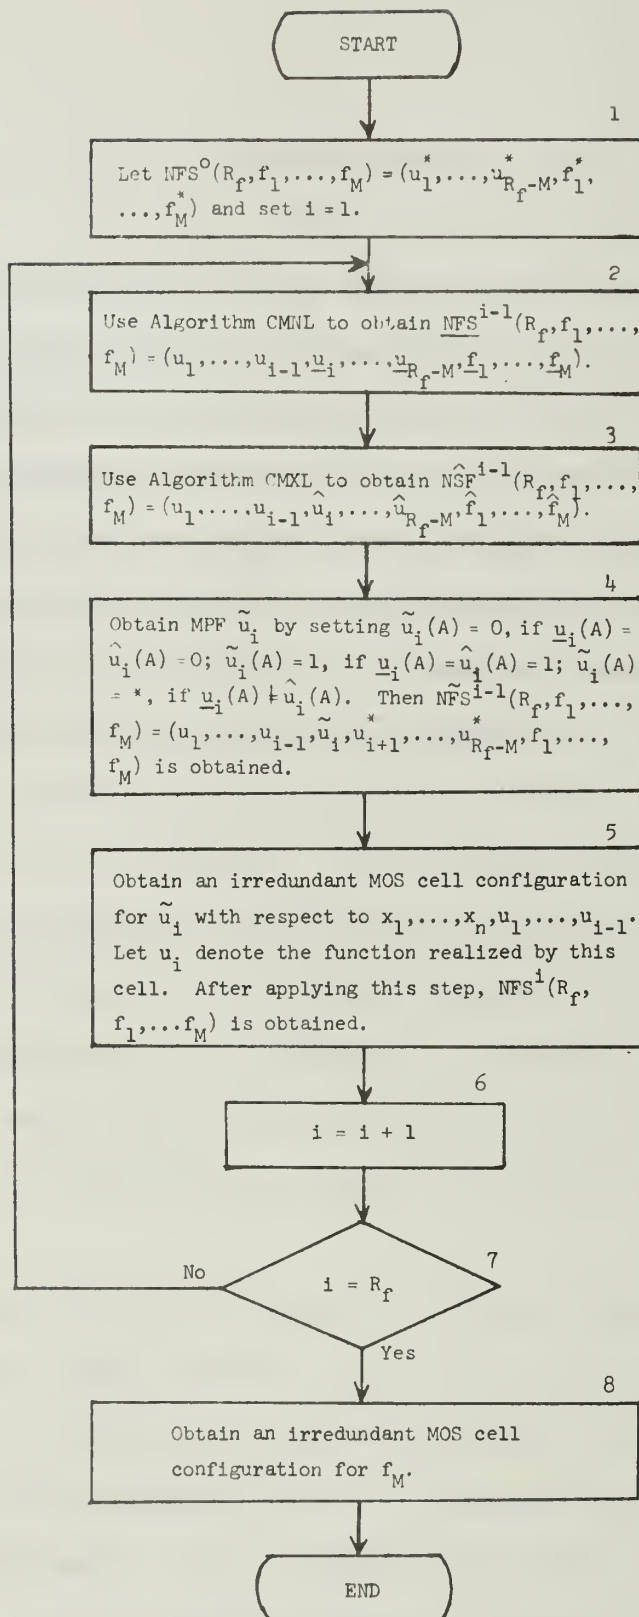 START
1
Let NFS⁰(R_f,f_1,...,f_M) = (u_1^*,...,u_{R_f-M}^*,f_1^*,
...,f_M^*) and set i = 1.
2
Use Algorithm CMNL to obtain <u>NFS</u>^{i-1}(R_f,f_1,...,
f_M) = (u_1,...,u_{i-1},<u>u</u>_i,...,<u>u</u>_{R_f-M},<u>f</u>_1,...,<u>f</u>_M).
3
Use Algorithm CMXL to obtain NŜF^{i-1}(R_f,f_1,...,
f_M) = (u_1,...,u_{i-1},û_i,...,û_{R_f-M},f̂_1,...,f̂_M).
4
Obtain MPF ũ_i by setting ũ_i(A) = 0, if <u>u</u>_i(A) =
û_i(A) = 0; ũ_i(A) = 1, if <u>u</u>_i(A) = û_i(A) = 1; ũ_i(A)
= *, if <u>u</u>_i(A) ≠ û_i(A). Then NF̃S^{i-1}(R_f,f_1,...,
f_M) = (u_1,...,u_{i-1},ũ_i,u_{i+1}^*,...,u_{R_f-M}^*,f_1,...,
f_M) is obtained.
5
Obtain an irredundant MOS cell configuration
for ũ_i with respect to x_1,...,x_n,u_1,...,u_{i-1}.
Let u_i denote the function realized by this
cell. After applying this step, NFS^i(R_f,
f_1,...f_M) is obtained.
6
i = i + 1
7
No
i = R_f
Yes
8
Obtain an irredundant MOS cell
configuration for f_M.
END